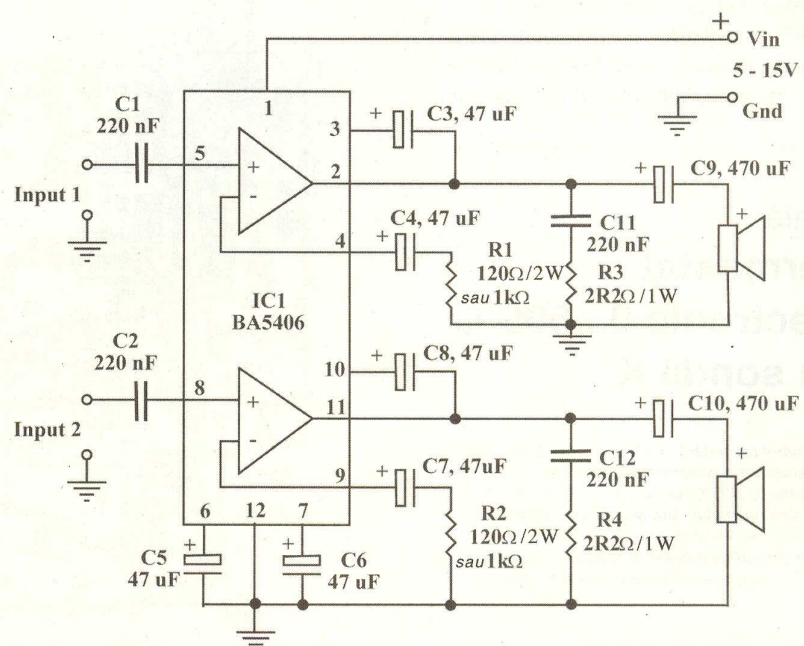 +
Vin
5 - 15V
Gnd
C1
220 nF
1
+
C3, 47 uF
3
5
+
-
2
Input 1
+
C9, 470 uF
+
+
C4, 47 uF
4
C11
220 nF
R1
120Ω/2W
sau 1kΩ
R3
2R2Ω/1W
IC1
BA5406
C2
220 nF
+
C8, 47 uF
10
8
+
-
11
Input 2
+
C10, 470 uF
+
+
C7, 47uF
9
C12
220 nF
R2
120Ω/2W
sau 1kΩ
R4
2R2Ω/1W
6
12
7
C5
47 uF
+
+
C6
47 uF